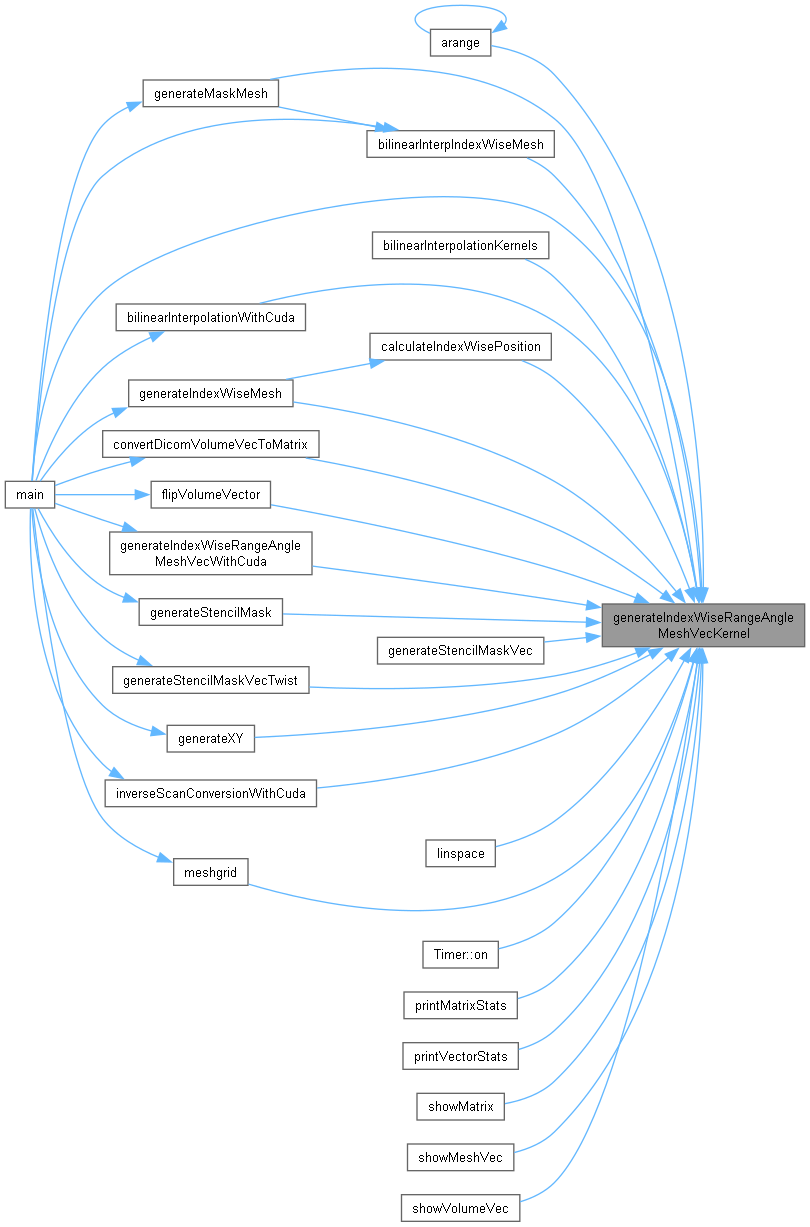 arange
generateMaskMesh
bilinearInterpIndexWiseMesh
bilinearInterpolationKernels
bilinearInterpolationWithCuda
calculateIndexWisePosition
generateIndexWiseMesh
convertDicomVolumeVecToMatrix
main
flipVolumeVector
generateIndexWiseRangeAngle
MeshVecWithCuda
generateStencilMask
generateIndexWiseRangeAngle
MeshVecKernel
generateStencilMaskVec
generateStencilMaskVecTwist
generateXY
inverseScanConversionWithCuda
linspace
meshgrid
Timer::on
printMatrixStats
printVectorStats
showMatrix
showMeshVec
showVolumeVec